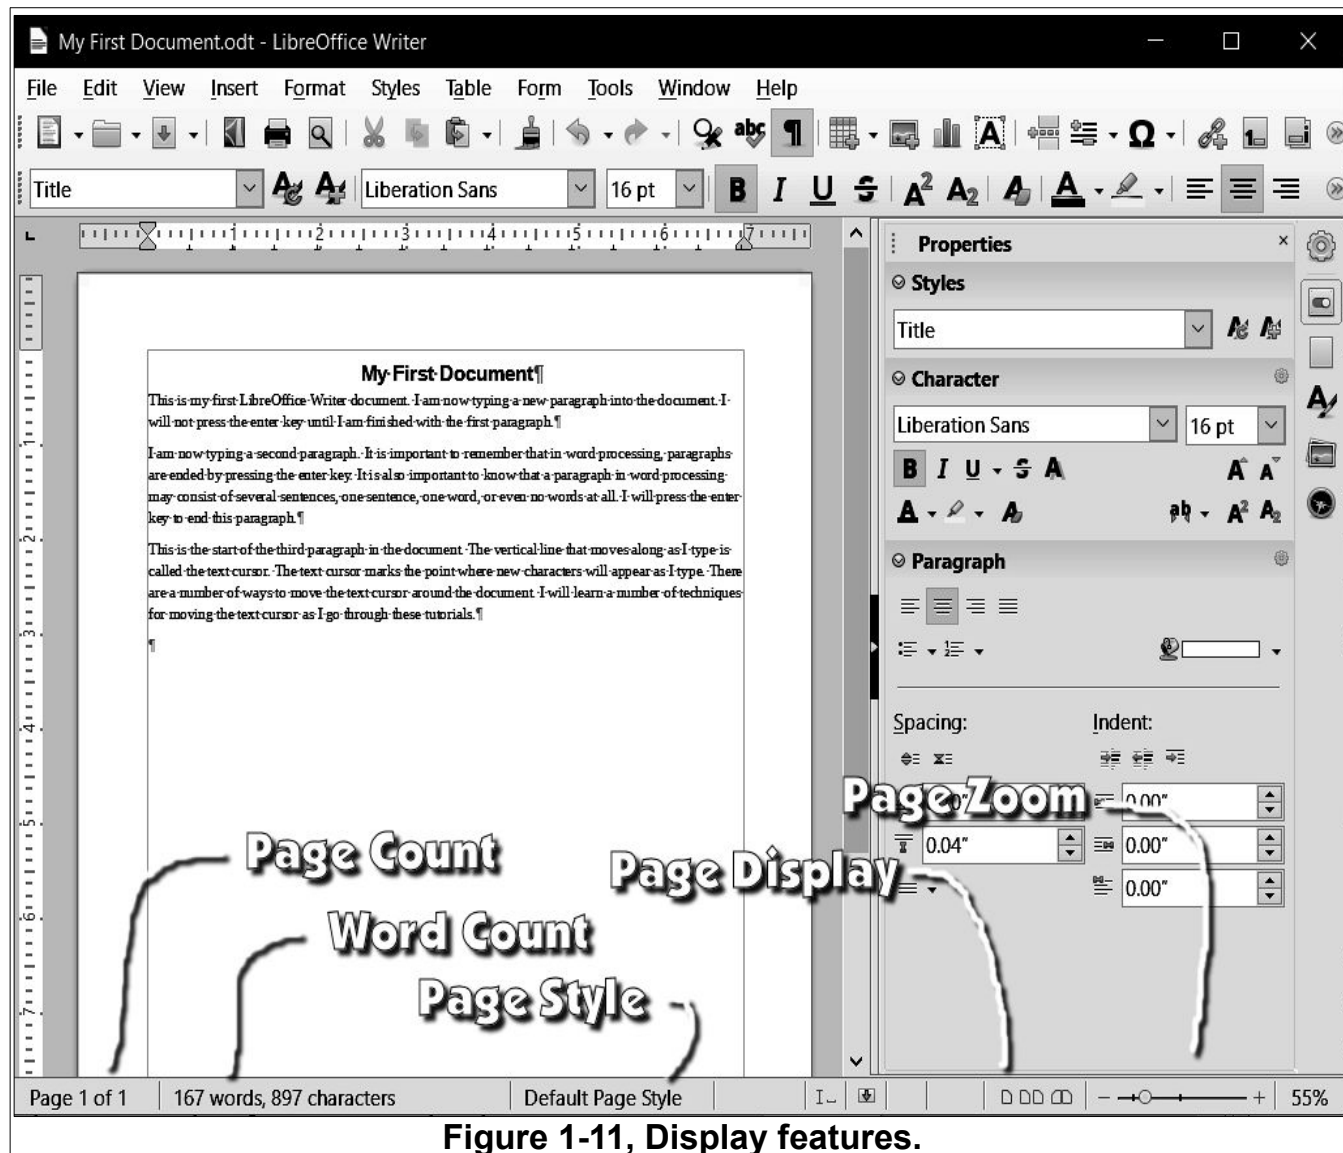 My First Document.odt - LibreOffice Writer
File Edit View Insert Format Styles Table Form Tools Window Help
Title Liberation Sans 16 pt
1 2 3 4 5 6 7
Properties
Styles
Title
Character
Liberation Sans 16 pt
Paragraph
Spacing: Indent:
0.00"
0.04" 0.00"
0.00"
My First Document¶
This is my first LibreOffice Writer document. I am now typing a new paragraph into the document. I
will not press the enter key until I am finished with the first paragraph.¶
I am now typing a second paragraph. It is important to remember that in word processing, paragraphs
are ended by pressing the enter key. It is also important to know that a paragraph in word processing
may consist of several sentences, one sentence, one word, or even no words at all. I will press the enter
key to end this paragraph.¶
This is the start of the third paragraph in the document. The vertical line that moves along as I type is
called the text cursor. The text cursor marks the point where new characters will appear as I type. There
are a number of ways to move the text cursor around the document. I will learn a number of techniques
for moving the text cursor as I go through these tutorials.¶
¶
Page Zoom
Page Count
Page Display
Word Count
Page Style
Page 1 of 1 167 words, 897 characters Default Page Style 55%
Figure 1-11, Display features.